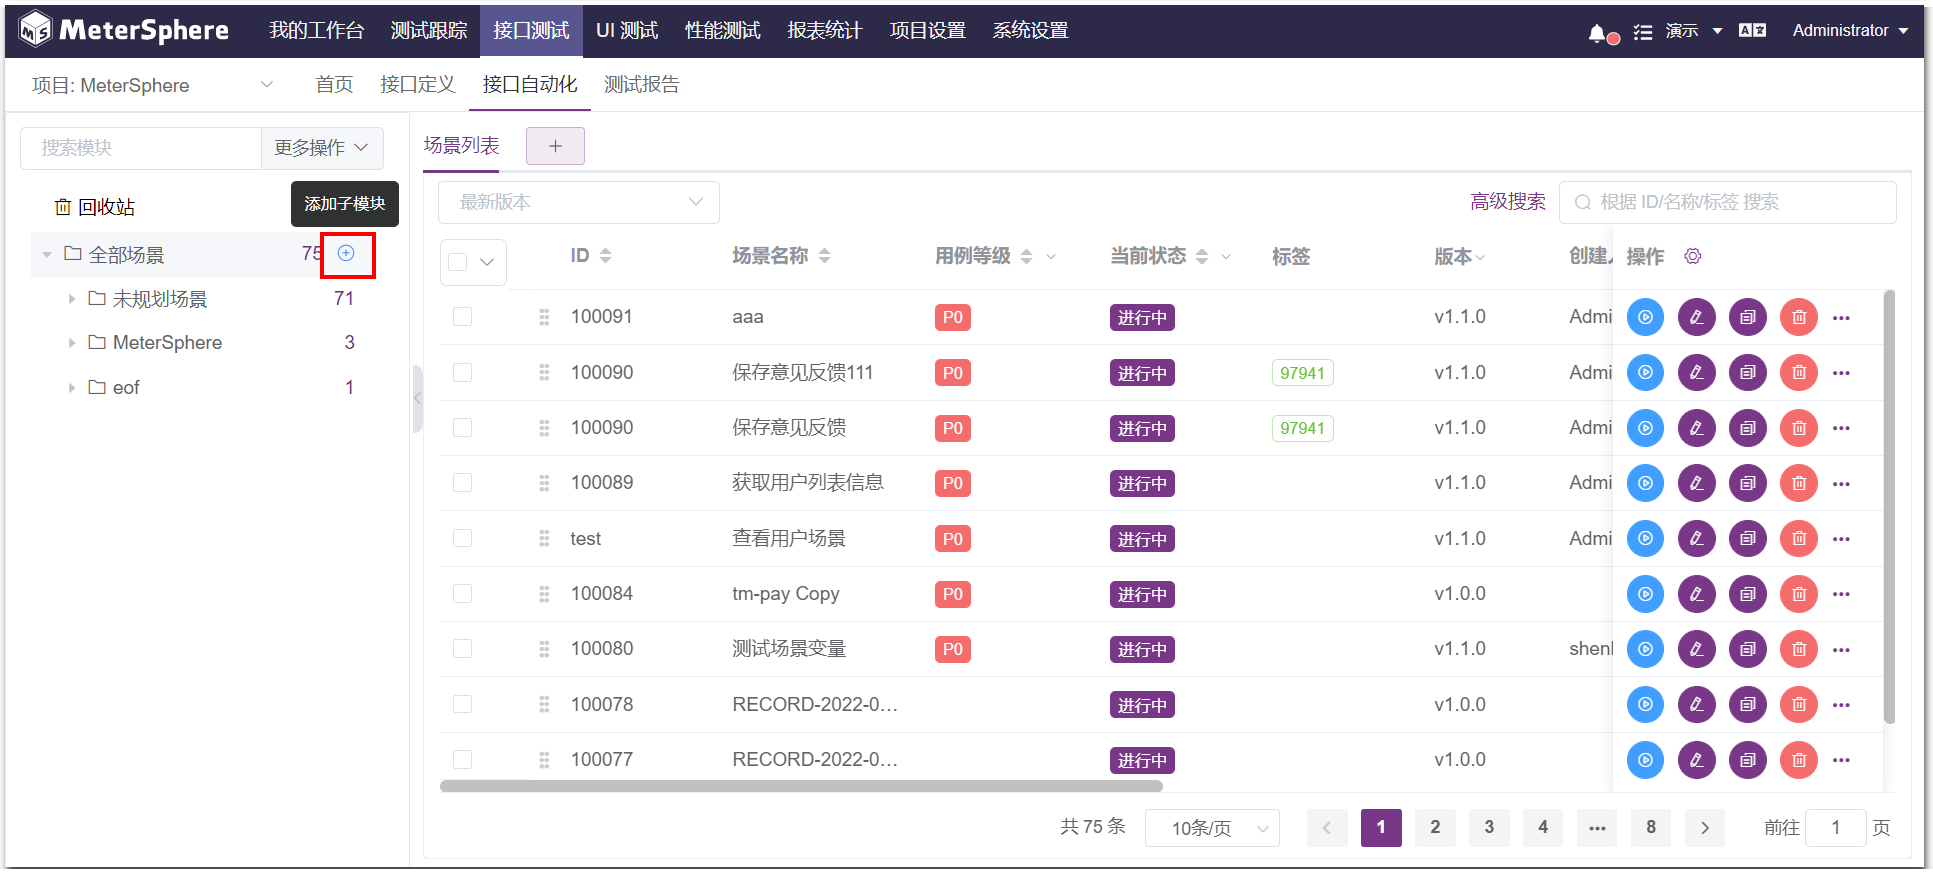 MeterSphere 我的工作台 测试跟踪 接口测试 UI 测试 性能测试 报表统计 项目设置 系统设置 演示 Administrator
项目: MeterSphere 首页 接口定义 接口自动化 测试报告
搜索模块 更多操作
场景列表 +
添加子模块
回收站
最新版本 高级搜索 根据 ID/名称/标签 搜索
全部场景 75
未规划场景 71
MeterSphere 3
eof 1
ID 场景名称 用例等级 当前状态 标签 版本 创建人 操作
100091 aaa P0 进行中 v1.1.0 Admi
100090 保存意见反馈111 P0 进行中 97941 v1.1.0 Admi
100090 保存意见反馈 P0 进行中 97941 v1.1.0 Admi
100089 获取用户列表信息 P0 进行中 v1.1.0 Admi
test 查看用户场景 P0 进行中 v1.1.0 Admi
100084 tm-pay Copy P0 进行中 v1.0.0
100080 测试场景变量 P0 进行中 v1.1.0 shenl
100078 RECORD-2022-0... 进行中 v1.0.0
100077 RECORD-2022-0... 进行中 v1.0.0
共 75 条 10条/页 1 2 3 4 ... 8 前往 1 页